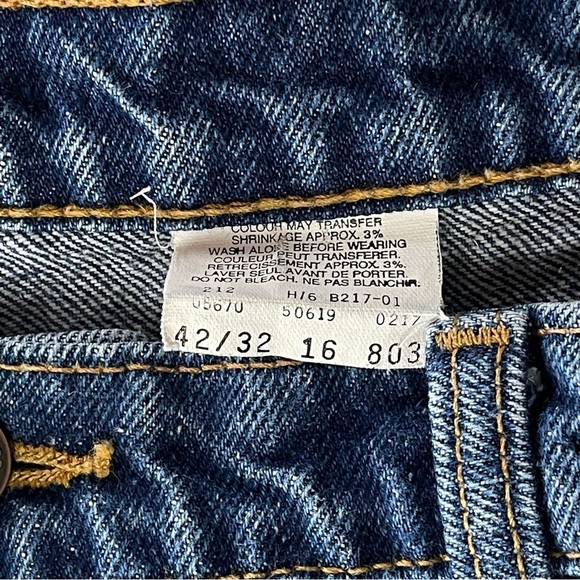 COLOUR MAY TRANSFER
SHRINKAGE APPROX. 3%
WASH ALONE BEFORE WEARING
COULEUR PEUT TRANSFERER.
RETRECISSEMENT APPROX. 3%.
LAVER SEUL AVANT DE PORTER.
DO NOT BLEACH. NE PAS BLANCHIR.
212 H/6 B217-01
05670 50619 0217
42/32 16 803